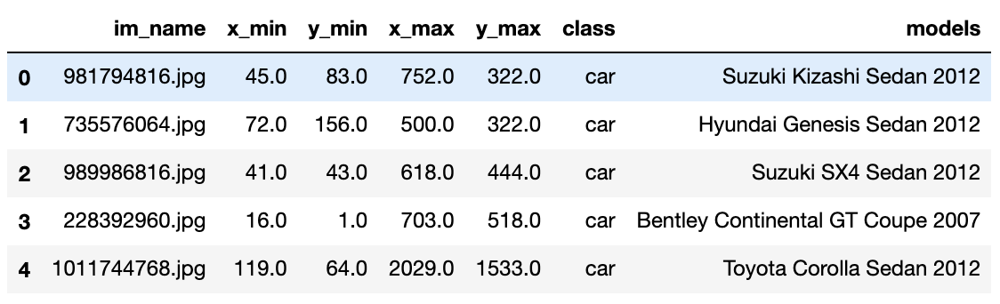 im_name x_min y_min x_max y_max class models
0 981794816.jpg 45.0 83.0 752.0 322.0 car Suzuki Kizashi Sedan 2012
1 735576064.jpg 72.0 156.0 500.0 322.0 car Hyundai Genesis Sedan 2012
2 989986816.jpg 41.0 43.0 618.0 444.0 car Suzuki SX4 Sedan 2012
3 228392960.jpg 16.0 1.0 703.0 518.0 car Bentley Continental GT Coupe 2007
4 1011744768.jpg 119.0 64.0 2029.0 1533.0 car Toyota Corolla Sedan 2012